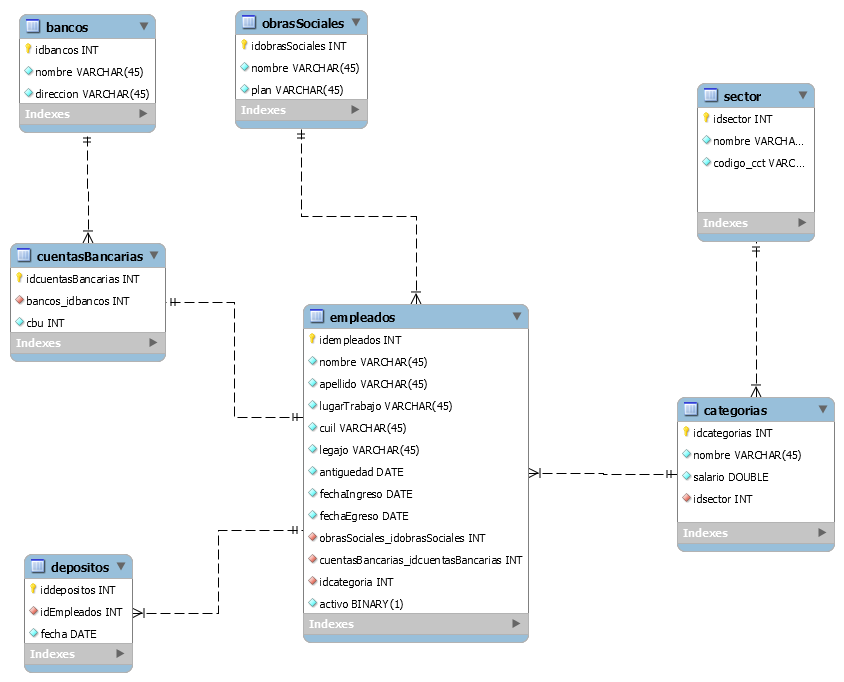 bancos
idbancos INT
nombre VARCHAR(45)
direccion VARCHAR(45)
Indexes
obrasSociales
idobrasSociales INT
nombre VARCHAR(45)
plan VARCHAR(45)
Indexes
sector
idsector INT
nombre VARCHA...
codigo_cct VARC...
Indexes
cuentasBancarias
idcuentasBancarias INT
bancos_idbancos INT
cbu INT
Indexes
empleados
idempleados INT
nombre VARCHAR(45)
apellido VARCHAR(45)
lugarTrabajo VARCHAR(45)
cuil VARCHAR(45)
legajo VARCHAR(45)
antiguedad DATE
fechaIngreso DATE
fechaEgreso DATE
obrasSociales_idobrasSociales INT
cuentasBancarias_idcuentasBancarias INT
idcategoria INT
activo BINARY(1)
Indexes
categorias
idcategorias INT
nombre VARCHAR(45)
salario DOUBLE
idsector INT
Indexes
depositos
iddepositos INT
idEmpleados INT
fecha DATE
Indexes